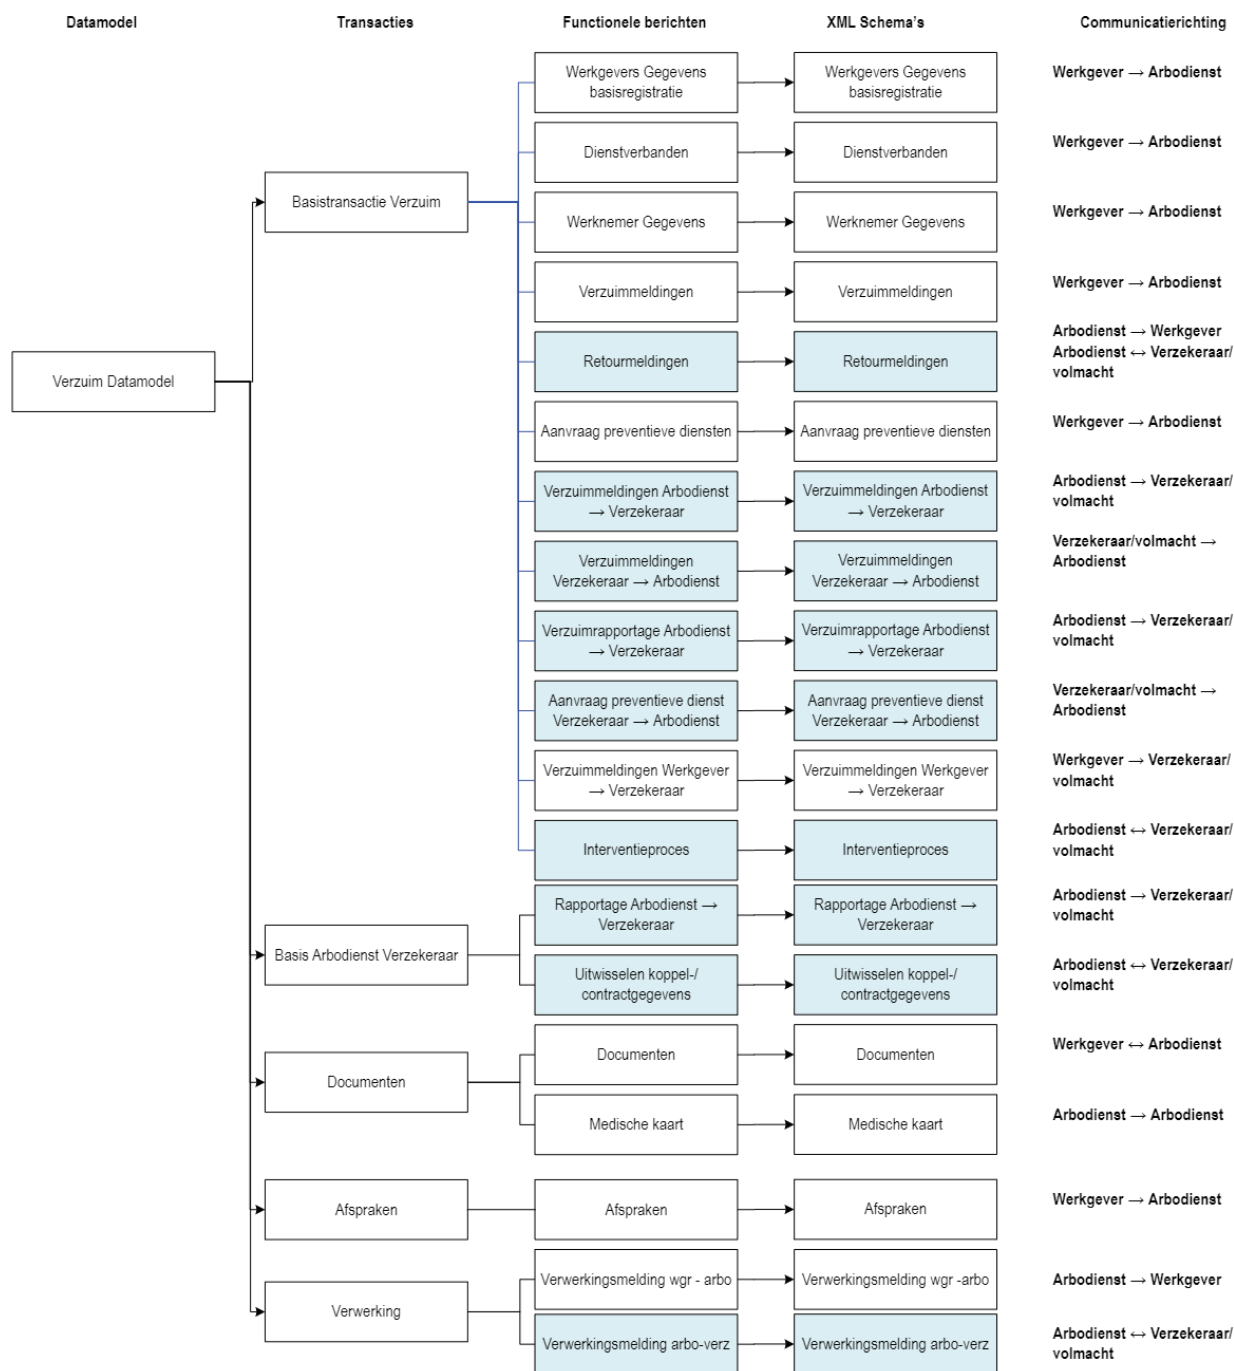 Datamodel
Transacties
Functionele berichten
XML Schema's
Communicatierichting
Werkgevers Gegevens
basisregistratie
Werkgevers Gegevens
basisregistratie
Werkgever → Arbodienst
Dienstverbanden
Dienstverbanden
Werkgever → Arbodienst
Basistransactie Verzuim
Werknemer Gegevens
Werknemer Gegevens
Werkgever → Arbodienst
Verzuimmeldingen
Verzuimmeldingen
Werkgever → Arbodienst
Verzuim Datamodel
Retourmeldingen
Retourmeldingen
Arbodienst → Werkgever
Arbodienst ↔ Verzekeraar/
volmacht
Aanvraag preventieve diensten
Aanvraag preventieve diensten
Werkgever → Arbodienst
Verzuimmeldingen Arbodienst
→ Verzekeraar
Verzuimmeldingen Arbodienst
→ Verzekeraar
Arbodienst → Verzekeraar/
volmacht
Verzuimmeldingen
Verzekeraar → Arbodienst
Verzuimmeldingen
Verzekeraar → Arbodienst
Verzekeraar/volmacht →
Arbodienst
Verzuimrapportage Arbodienst
→ Verzekeraar
Verzuimrapportage Arbodienst
→ Verzekeraar
Arbodienst → Verzekeraar/
volmacht
Aanvraag preventieve dienst
Verzekeraar → Arbodienst
Aanvraag preventieve dienst
Verzekeraar → Arbodienst
Verzekeraar/volmacht →
Arbodienst
Verzuimmeldingen Werkgever
→ Verzekeraar
Verzuimmeldingen Werkgever
→ Verzekeraar
Werkgever → Verzekeraar/
volmacht
Interventieproces
Interventieproces
Arbodienst ↔ Verzekeraar/
volmacht
Basis Arbodienst Verzekeraar
Rapportage Arbodienst →
Verzekeraar
Rapportage Arbodienst →
Verzekeraar
Arbodienst → Verzekeraar/
volmacht
Uitwisselen koppel-/
contractgegevens
Uitwisselen koppel-/
contractgegevens
Arbodienst ↔ Verzekeraar/
volmacht
Documenten
Documenten
Documenten
Werkgever ↔ Arbodienst
Medische kaart
Medische kaart
Arbodienst → Arbodienst
Afspraken
Afspraken
Afspraken
Werkgever → Arbodienst
Verwerking
Verwerkingsmelding wgr - arbo
Verwerkingsmelding wgr -arbo
Arbodienst → Werkgever
Verwerkingsmelding arbo-verz
Verwerkingsmelding arbo-verz
Arbodienst ↔ Verzekeraar/
volmacht